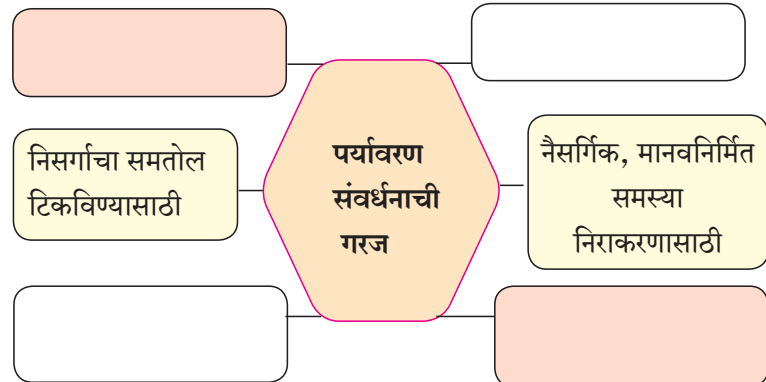 निसर्गाचा समतोल
टिकविण्यासाठी
पर्यावरण
संवर्धनाची
गरज
नैसर्गिक, मानवनिर्मित
समस्या
निराकरणासाठी